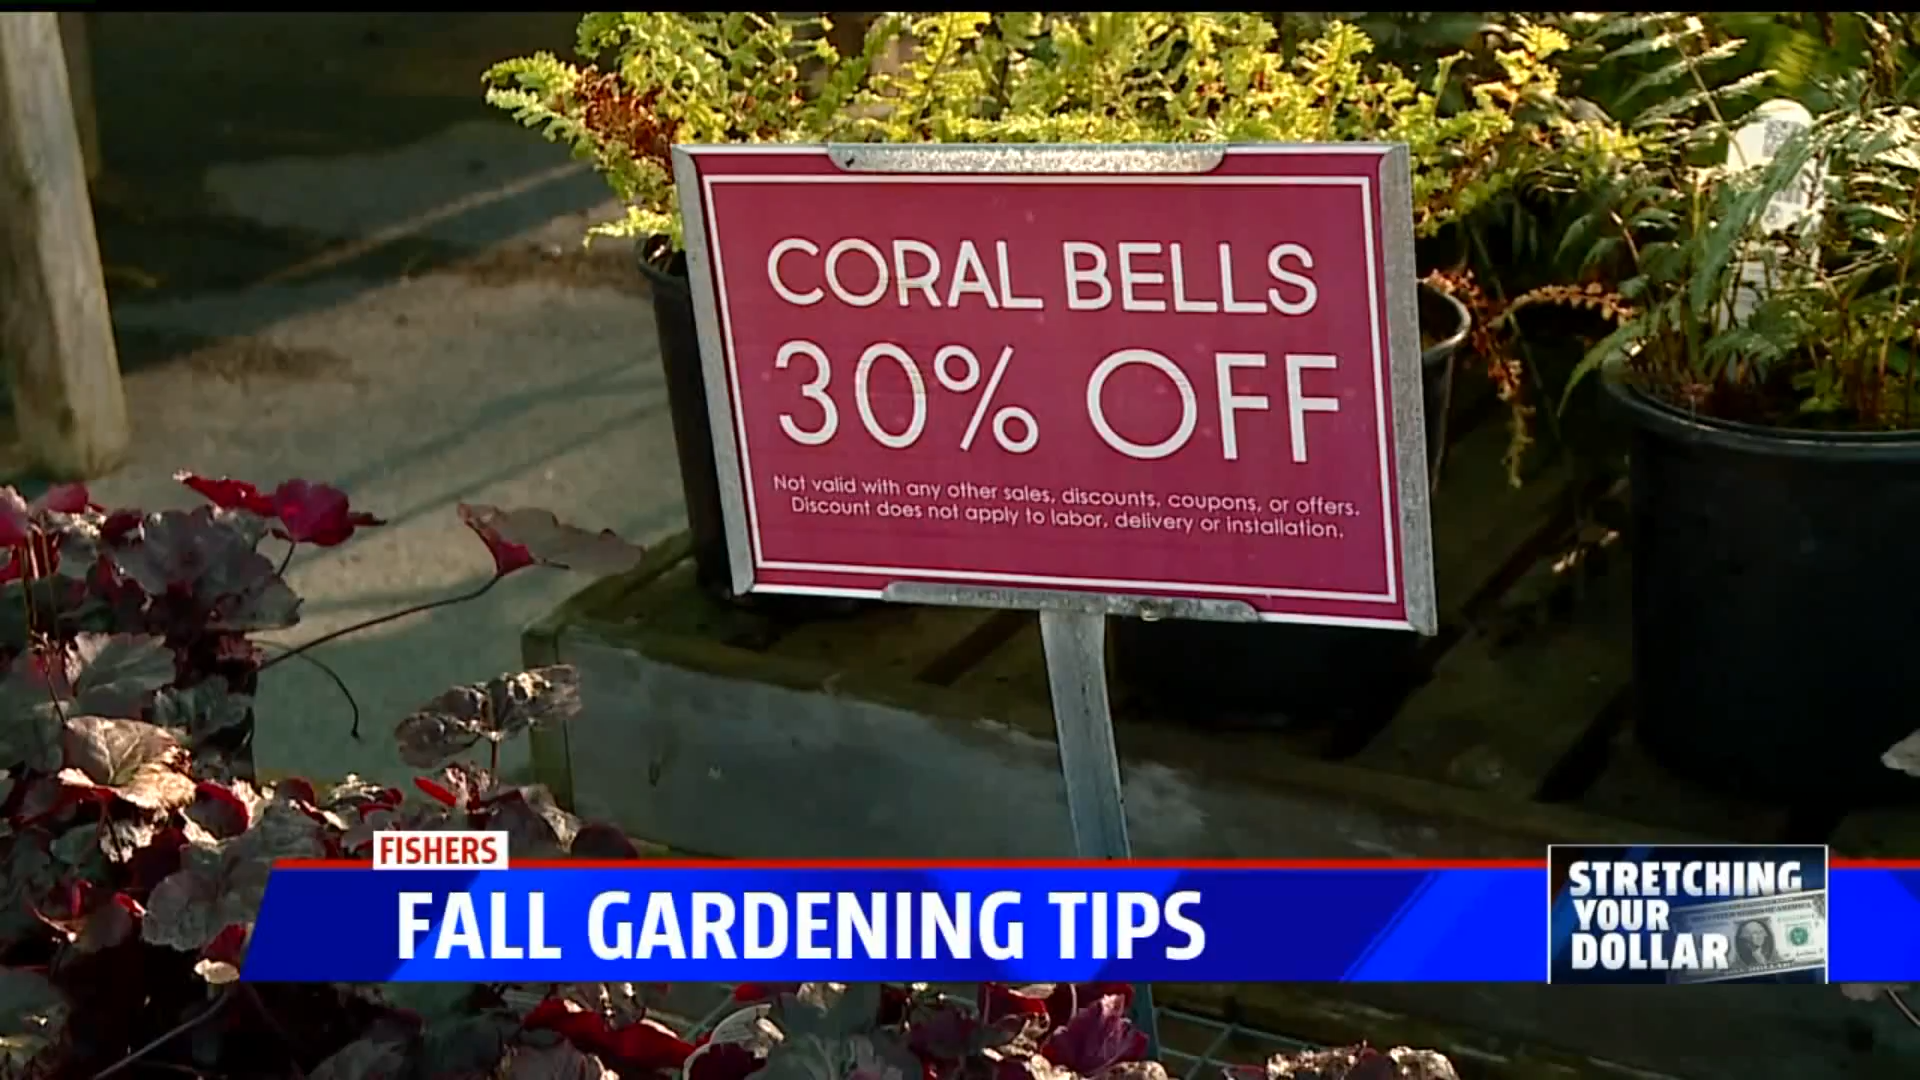 CORAL BELLS
30% OFF
Not valid with any other sales, discounts, coupons, or offers.
Discount does not apply to labor, delivery or installation.
FISHERS
FALL GARDENING TIPS
STRETCHING
YOUR
DOLLAR